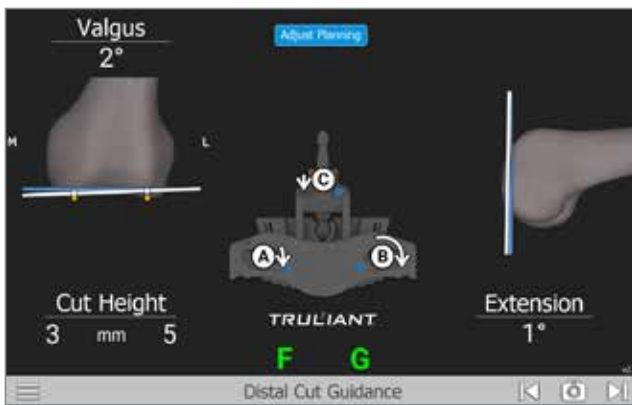 Valgus
2°
Adjust Planning
M
L
C
A
B
Cut Height
3 mm 5
TRULIANT
Extension
1°
F G
Distal Cut Guidance